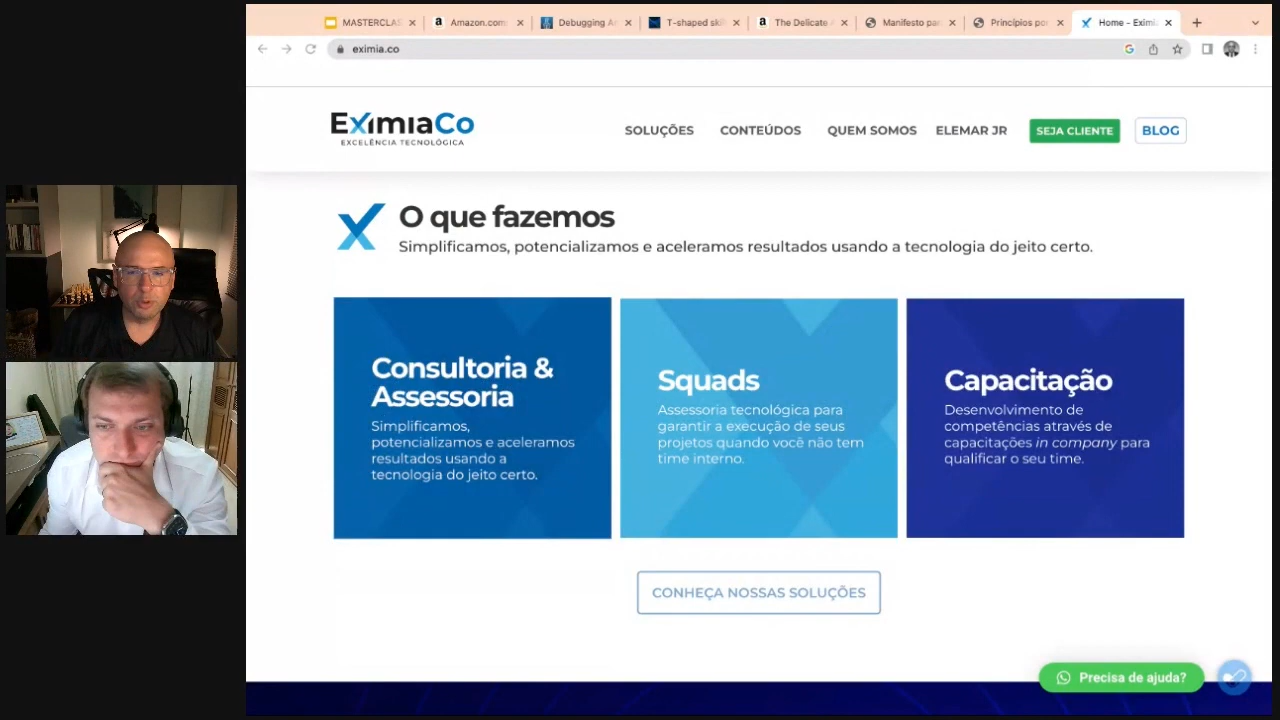 MASTERCLAS
Amazon.com
Debugging A
T-shaped ski
The Delicate
Manifesto pa
Princípios po
Home - Exim
eximia.co
ExímiaCo
EXCELÊNCIA TECNOLÓGICA
SOLUÇÕES
CONTEÚDOS
QUEM SOMOS
ELEMAR JR
SEJA CLIENTE
BLOG
O que fazemos
Simplificamos, potencializamos e aceleramos resultados usando a tecnologia do jeito certo.
Consultoria &
Assessoria
Simplificamos,
potencializamos e aceleramos
resultados usando a
tecnologia do jeito certo.
Squads
Assessoria tecnológica para
garantir a execução de seus
projetos quando você não tem
time interno.
Capacitação
Desenvolvimento de
competências através de
capacitações in company para
qualificar o seu time.
CONHEÇA NOSSAS SOLUÇÕES
Precisa de ajuda?